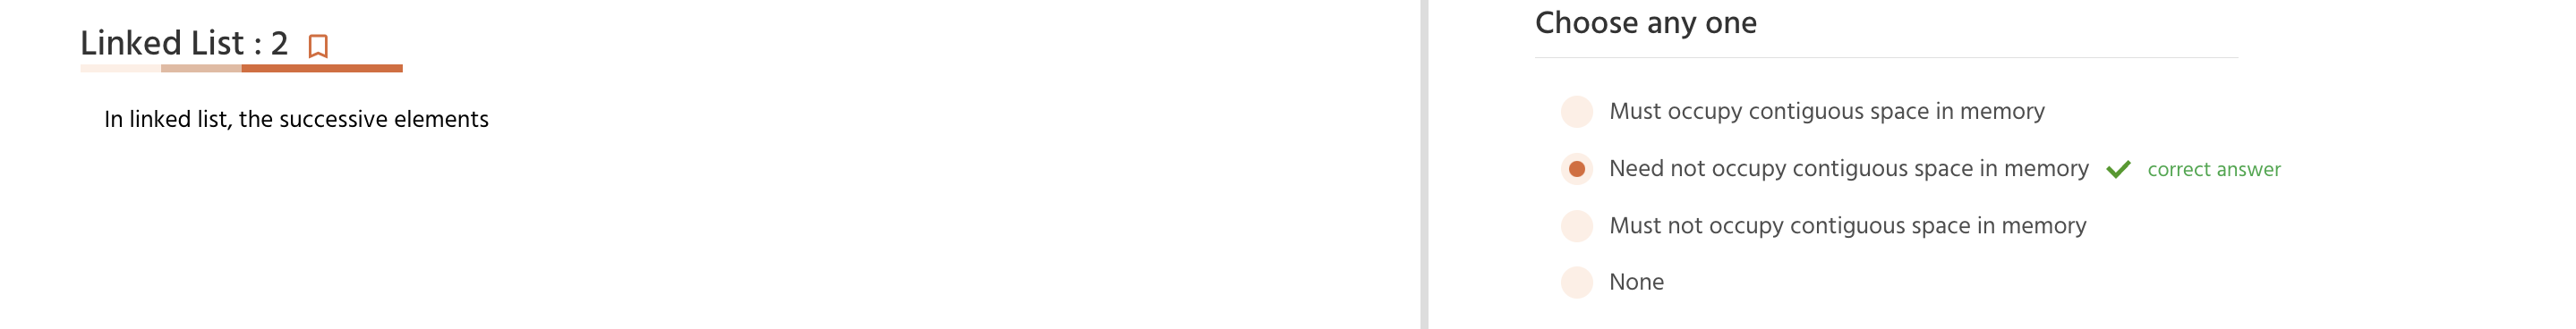 Linked List : 2
In linked list, the successive elements
Choose any one
Must occupy contiguous space in memory
Need not occupy contiguous space in memory correct answer
Must not occupy contiguous space in memory
None